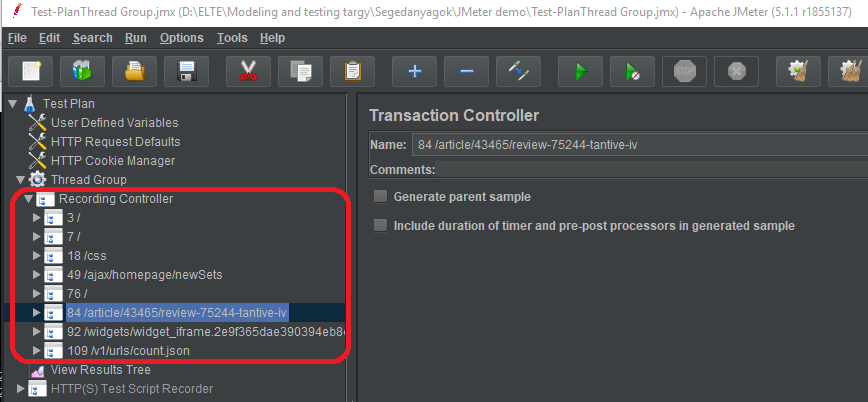 Test-PlanThread Group.jmx (D:\ELTE\Modeling and testing targy\Segedanyagok\JMeter demo\Test-PlanThread Group.jmx) - Apache JMeter (5.1.1 r1855137)
File Edit Search Run Options Tools Help
STOP
Test Plan
User Defined Variables
HTTP Request Defaults
HTTP Cookie Manager
Thread Group
Recording Controller
3 /
7 /
18 /css
49 /ajax/homepage/newSets
76 /
84 /article/43465/review-75244-tantive-iv
92 /widgets/widget_iframe.2e9f365dae390394eb8
109 /v1/urls/count.json
View Results Tree
HTTP(S) Test Script Recorder
Transaction Controller
Name: 84 /article/43465/review-75244-tantive-iv
Comments:
Generate parent sample
Include duration of timer and pre-post processors in generated sample